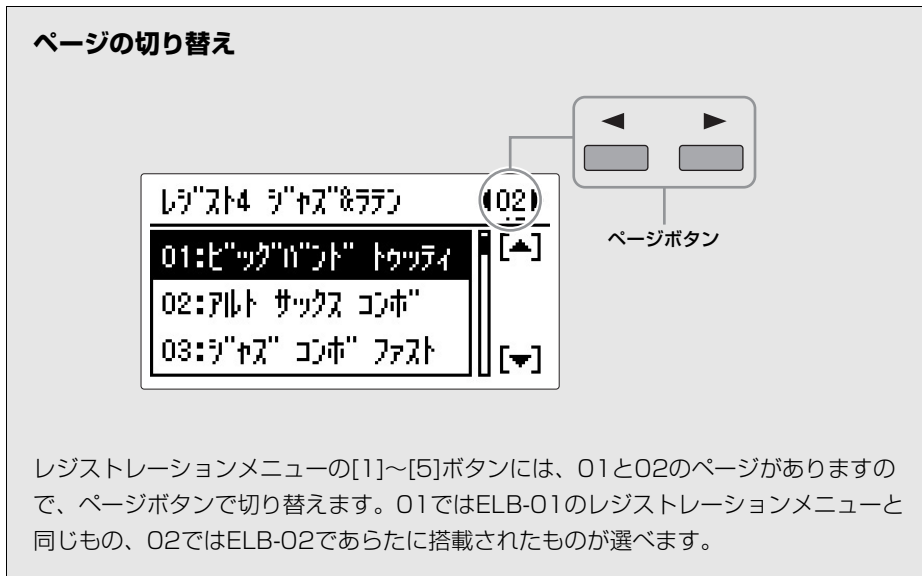 ページの切り替え
レジスト4 ジャズ&ラテン
02
01:ビッグバンド トゥッティ
02:アルト サックス コンボ
03:ジャズ コンボ ファスト
ページボタン
レジストレーションメニューの[1]〜[5]ボタンには、01と02のページがありますの
で、ページボタンで切り替えます。01ではELB-01のレジストレーションメニューと
同じもの、02ではELB-02であらたに搭載されたものが選べます。